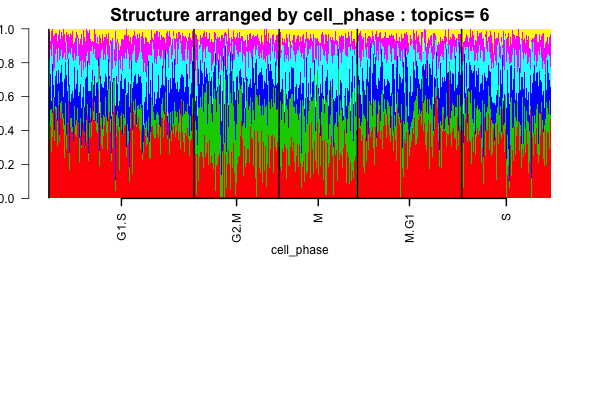 Structure arranged by cell_phase : topics= 6
1.0
0.8
0.6
0.4
0.2
0.0
G1.S
G2.M
M
M.G1
S
cell_phase